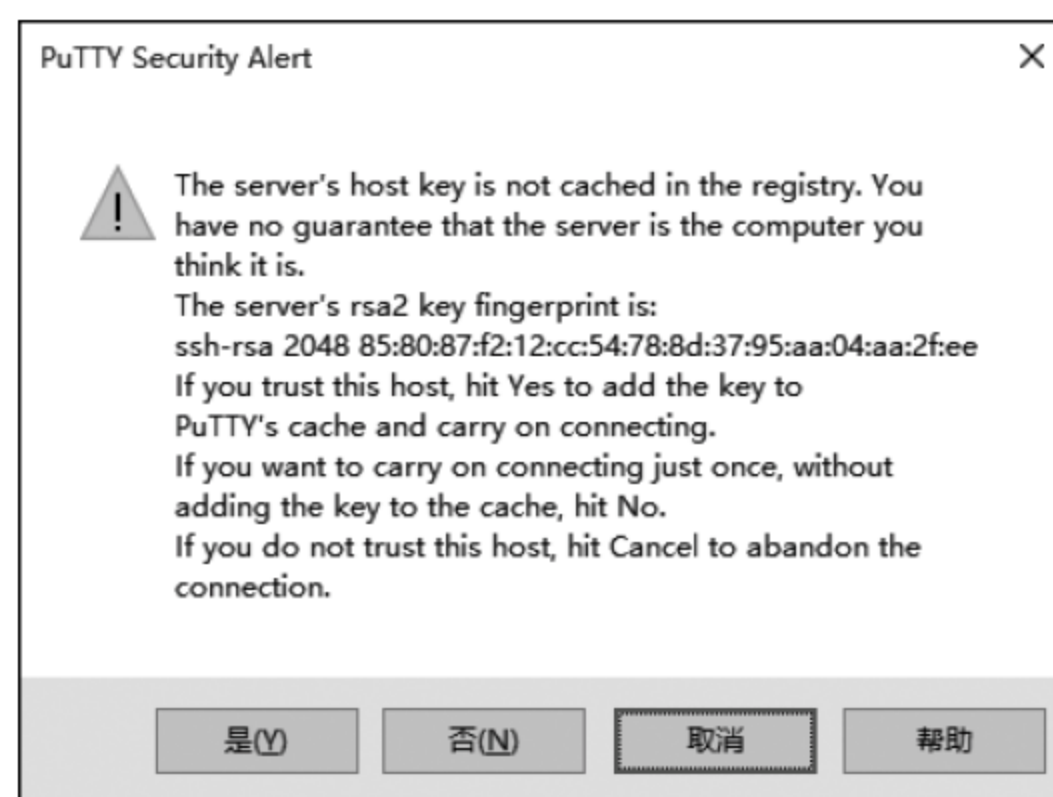 PuTTY Security Alert
The server's host key is not cached in the registry. You
have no guarantee that the server is the computer you
think it is.
The server's rsa2 key fingerprint is:
ssh-rsa 2048 85:80:87:f2:12:cc:54:78:8d:37:95:aa:04:aa:2f:ee
If you trust this host, hit Yes to add the key to
PuTTY's cache and carry on connecting.
If you want to carry on connecting just once, without
adding the key to the cache, hit No.
If you do not trust this host, hit Cancel to abandon the
connection.
是(Y) 否(N) 取消 帮助